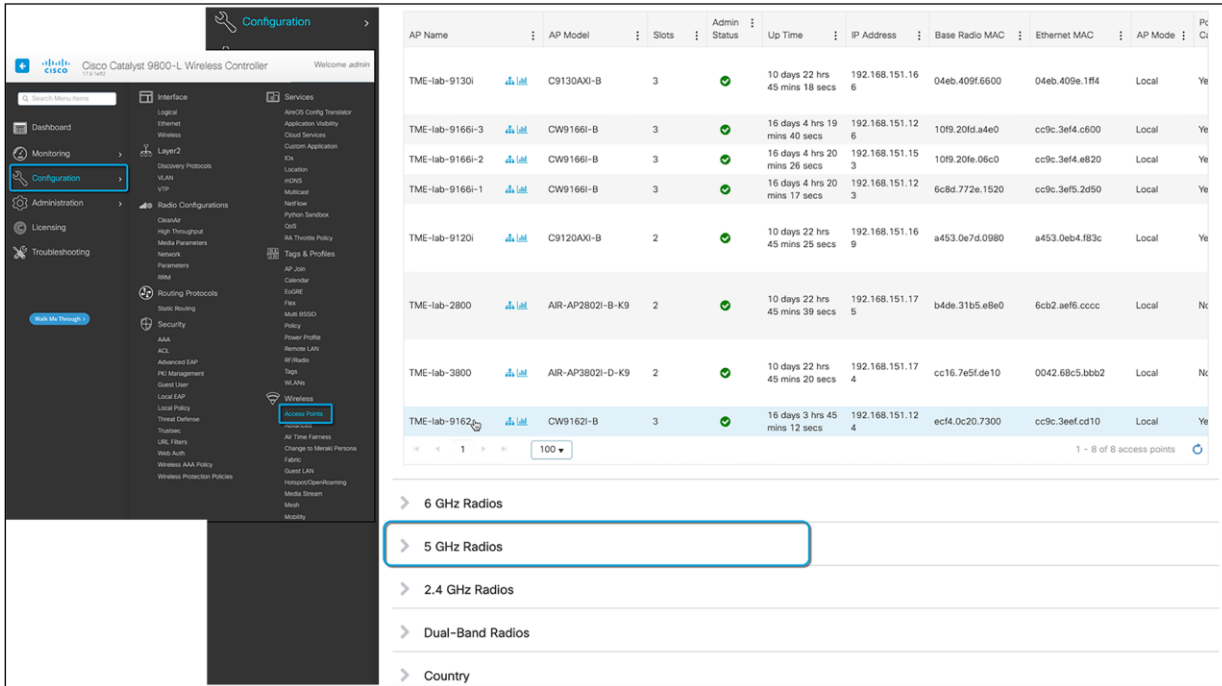 Configuration
CISCO
Cisco Catalyst 9800-L Wireless Controller
Welcome admin
Search Menu Items
Dashboard
Monitoring
Configuration
Administration
Licensing
Troubleshooting
Walk Me Through >
Interface
Logical
Ethernet
Wireless
Layer2
Discovery Protocols
VLAN
VTP
Radio Configurations
CleanAir
High Throughput
Media Parameters
Network
Parameters
RRM
Routing Protocols
Static Routing
Security
AAA
ACL
Advanced EAP
PKI Management
Guest User
Local EAP
Local Policy
Threat Defense
Trustsec
URL Filters
Web Auth
Wireless AAA Policy
Wireless Protection Policies
Services
AireOS Config Translator
Application Visibility
Cloud Services
Custom Application
IOx
Location
mDNS
Multicast
NetFlow
Python Sandbox
QoS
RA Throttle Policy
Tags & Profiles
AP Join
Calendar
EoGRE
Flex
Multi BSSID
Policy
Power Profile
Remote LAN
RF/Radio
Tags
WLANs
Wireless
Access Points
Advanced
Air Time Fairness
Change to Meraki Persona
Fabric
Guest LAN
Hotspot/OpenRoaming
Media Stream
Mesh
Mobility
AP Name AP Model Slots Admin Status Up Time IP Address Base Radio MAC Ethernet MAC AP Mode
TME-lab-9130i C9130AXI-B 3 10 days 22 hrs 45 mins 18 secs 192.168.151.166 04eb.409f.6600 04eb.409e.1ff4 Local Ye
TME-lab-9166i-3 CW9166I-B 3 16 days 4 hrs 19 mins 40 secs 192.168.151.126 10f9.20fd.a4e0 cc9c.3ef4.c600 Local Ye
TME-lab-9166i-2 CW9166I-B 3 16 days 4 hrs 20 mins 26 secs 192.168.151.153 10f9.20fe.06c0 cc9c.3ef4.e820 Local Ye
TME-lab-9166i-1 CW9166I-B 3 16 days 4 hrs 20 mins 17 secs 192.168.151.123 6c8d.772e.1520 cc9c.3ef5.2d50 Local Ye
TME-lab-9120i C9120AXI-B 2 10 days 22 hrs 45 mins 25 secs 192.168.151.169 a453.0e7d.0980 a453.0eb4.f83c Local Ye
TME-lab-2800 AIR-AP2802I-B-K9 2 10 days 22 hrs 45 mins 39 secs 192.168.151.175 b4de.31b5.e8e0 6cb2.aef6.cccc Local No
TME-lab-3800 AIR-AP3802I-D-K9 2 10 days 22 hrs 45 mins 20 secs 192.168.151.174 cc16.7e5f.de10 0042.68c5.bbb2 Local No
TME-lab-9162 CW9162I-B 3 16 days 3 hrs 45 mins 12 secs 192.168.151.124 ecf4.0c20.7300 cc9c.3eef.cd10 Local Ye
1 100 1 - 8 of 8 access points
6 GHz Radios
5 GHz Radios
2.4 GHz Radios
Dual-Band Radios
Country